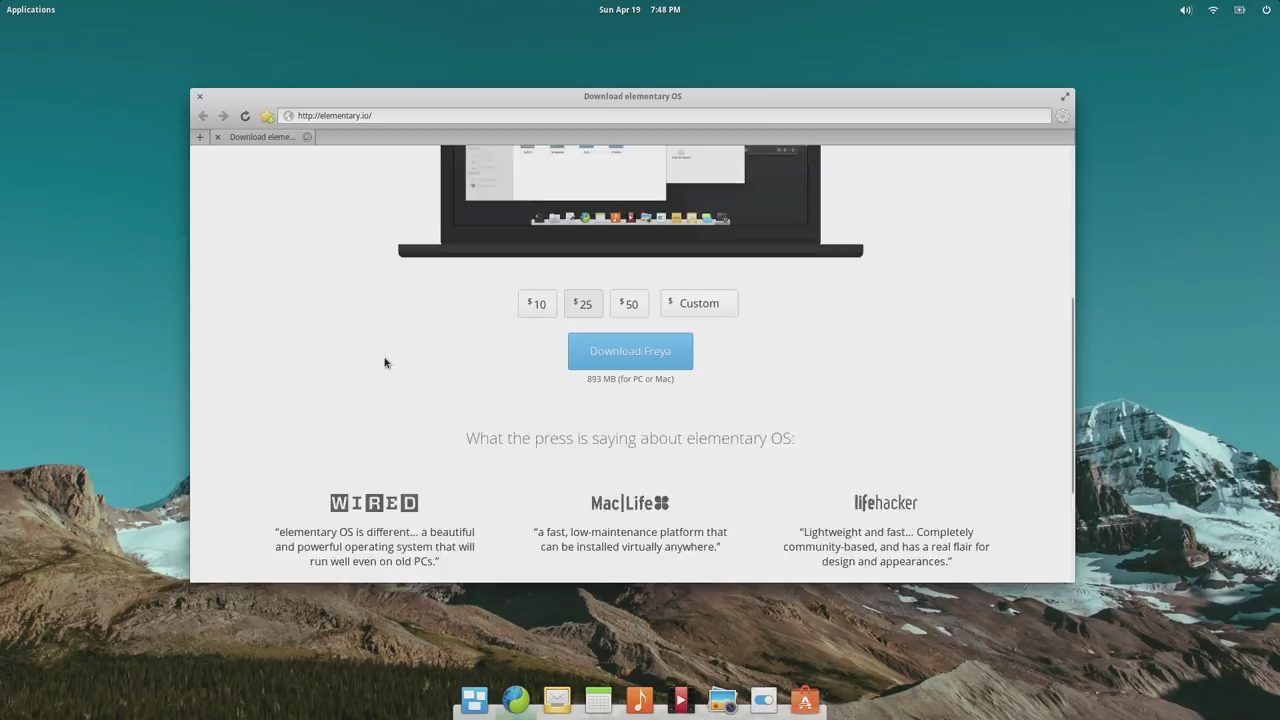 Applications
Sun Apr 19 7:48 PM
Download elementary OS
http://elementary.io/
Download eleme...
$10
$25
$50
$ Custom
Download Freya
893 MB (for PC or Mac)
What the press is saying about elementary OS:
WIRED
“elementary OS is different... a beautiful
and powerful operating system that will
run well even on old PCs.”
Mac|Life
“a fast, low-maintenance platform that
can be installed virtually anywhere.”
lifehacker
“Lightweight and fast... Completely
community-based, and has a real flair for
design and appearances.”